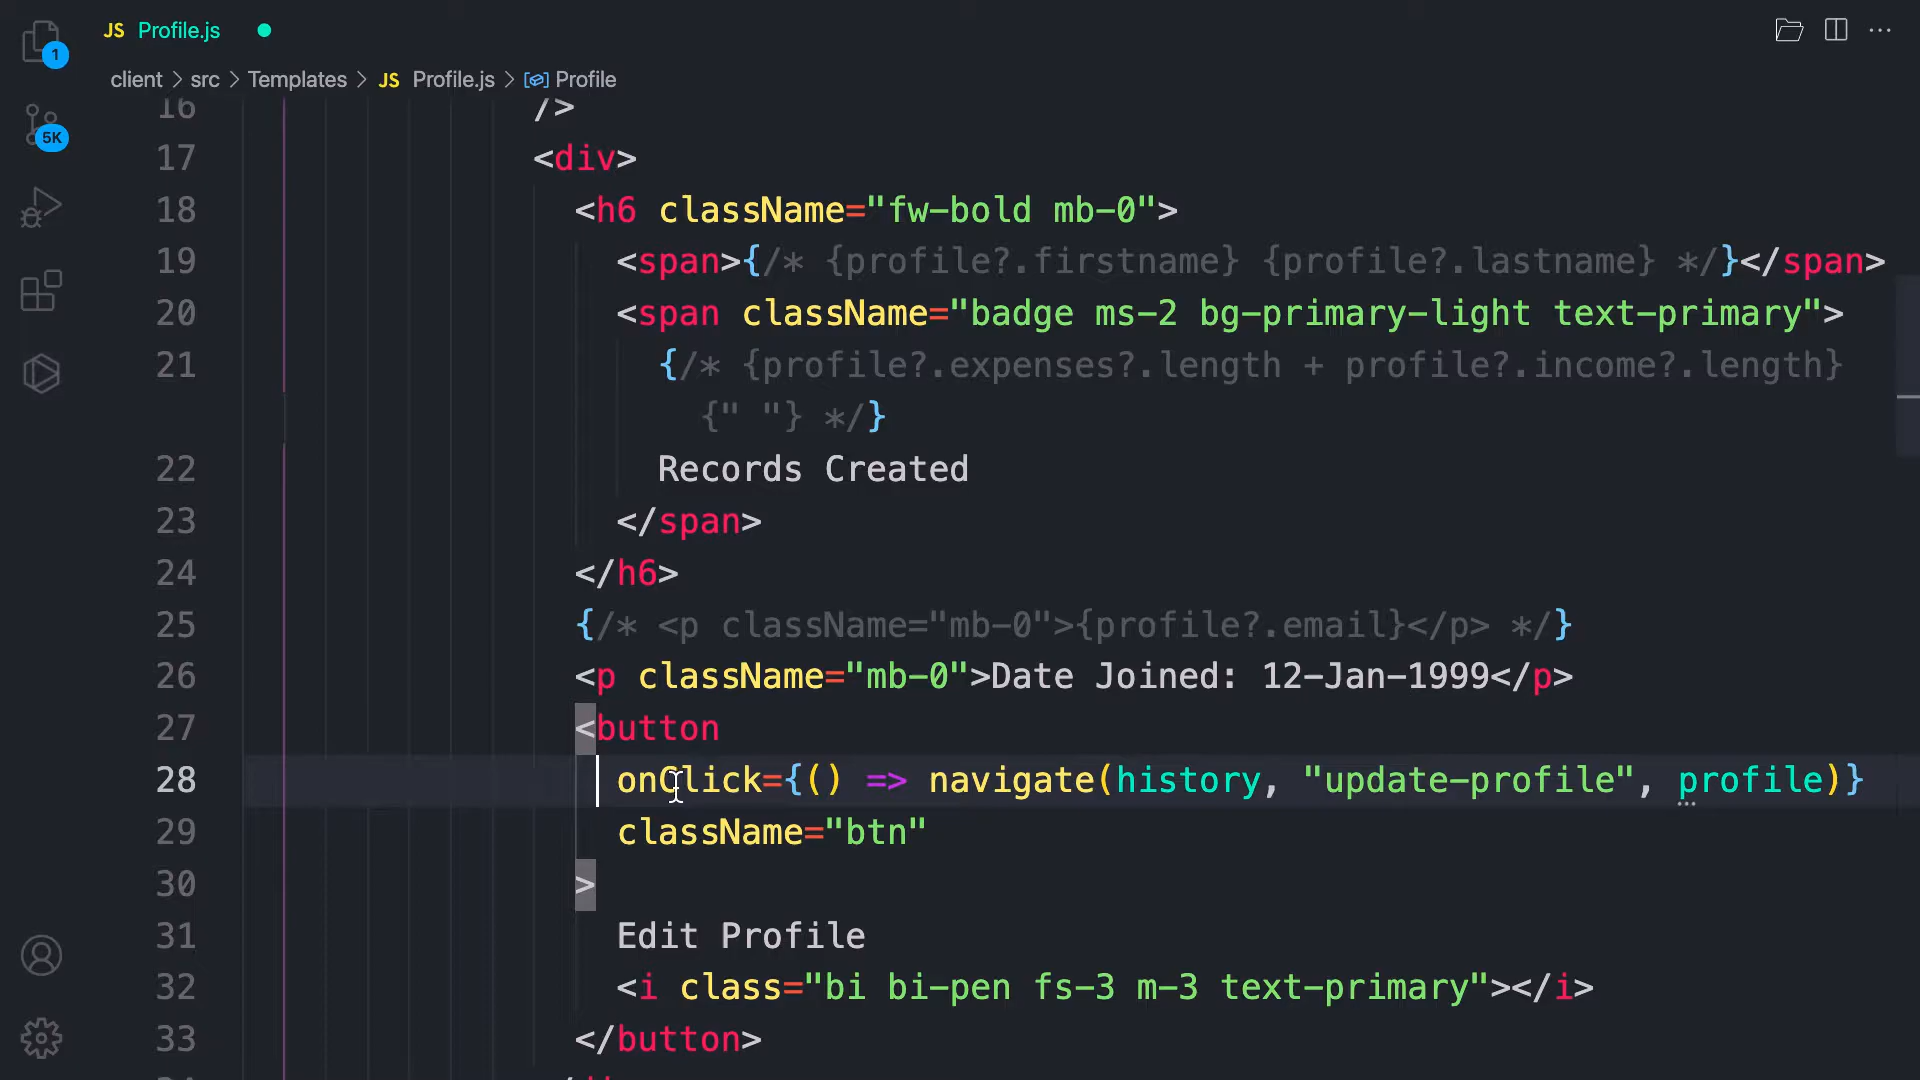 JS Profile.js
1
client > src > Templates > JS Profile.js > Profile
5K
16 />
17 <div>
18 <h6 className="fw-bold mb-0">
19 <span>{/* {profile?.firstname} {profile?.lastname} */}</span>
20 <span className="badge ms-2 bg-primary-light text-primary">
21 {/* {profile?.expenses?.length + profile?.income?.length}
{" "} */}
22 Records Created
23 </span>
24 </h6>
25 {/* <p className="mb-0">{profile?.email}</p> */}
26 <p className="mb-0">Date Joined: 12-Jan-1999</p>
27 <button
28 onClick={() => navigate(history, "update-profile", profile)}
29 className="btn"
30 >
31 Edit Profile
32 <i class="bi bi-pen fs-3 m-3 text-primary"></i>
33 </button>